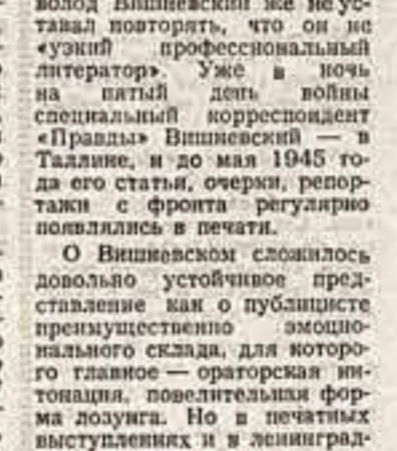 волод Вишневский же не ус-
тавал повторять, что он не
«узкий профессиональный
литератор». Уже в ночь
на пятый день войны
специальный корреспондент
«Правды» Вишневский — в
Таллине, и до мая 1945 го-
да его статьи, очерки, репор-
тажи с фронта регулярно
появлялись в печати.
О Вишневском сложилось
довольно устойчивое пред-
ставление как о публицисте
преимущественно эмоцио-
нального склада, для которо-
го главное — ораторская ин-
тонация, повелительная фор-
ма лозунга. Но в печатных
выступлениях и в ленинград-